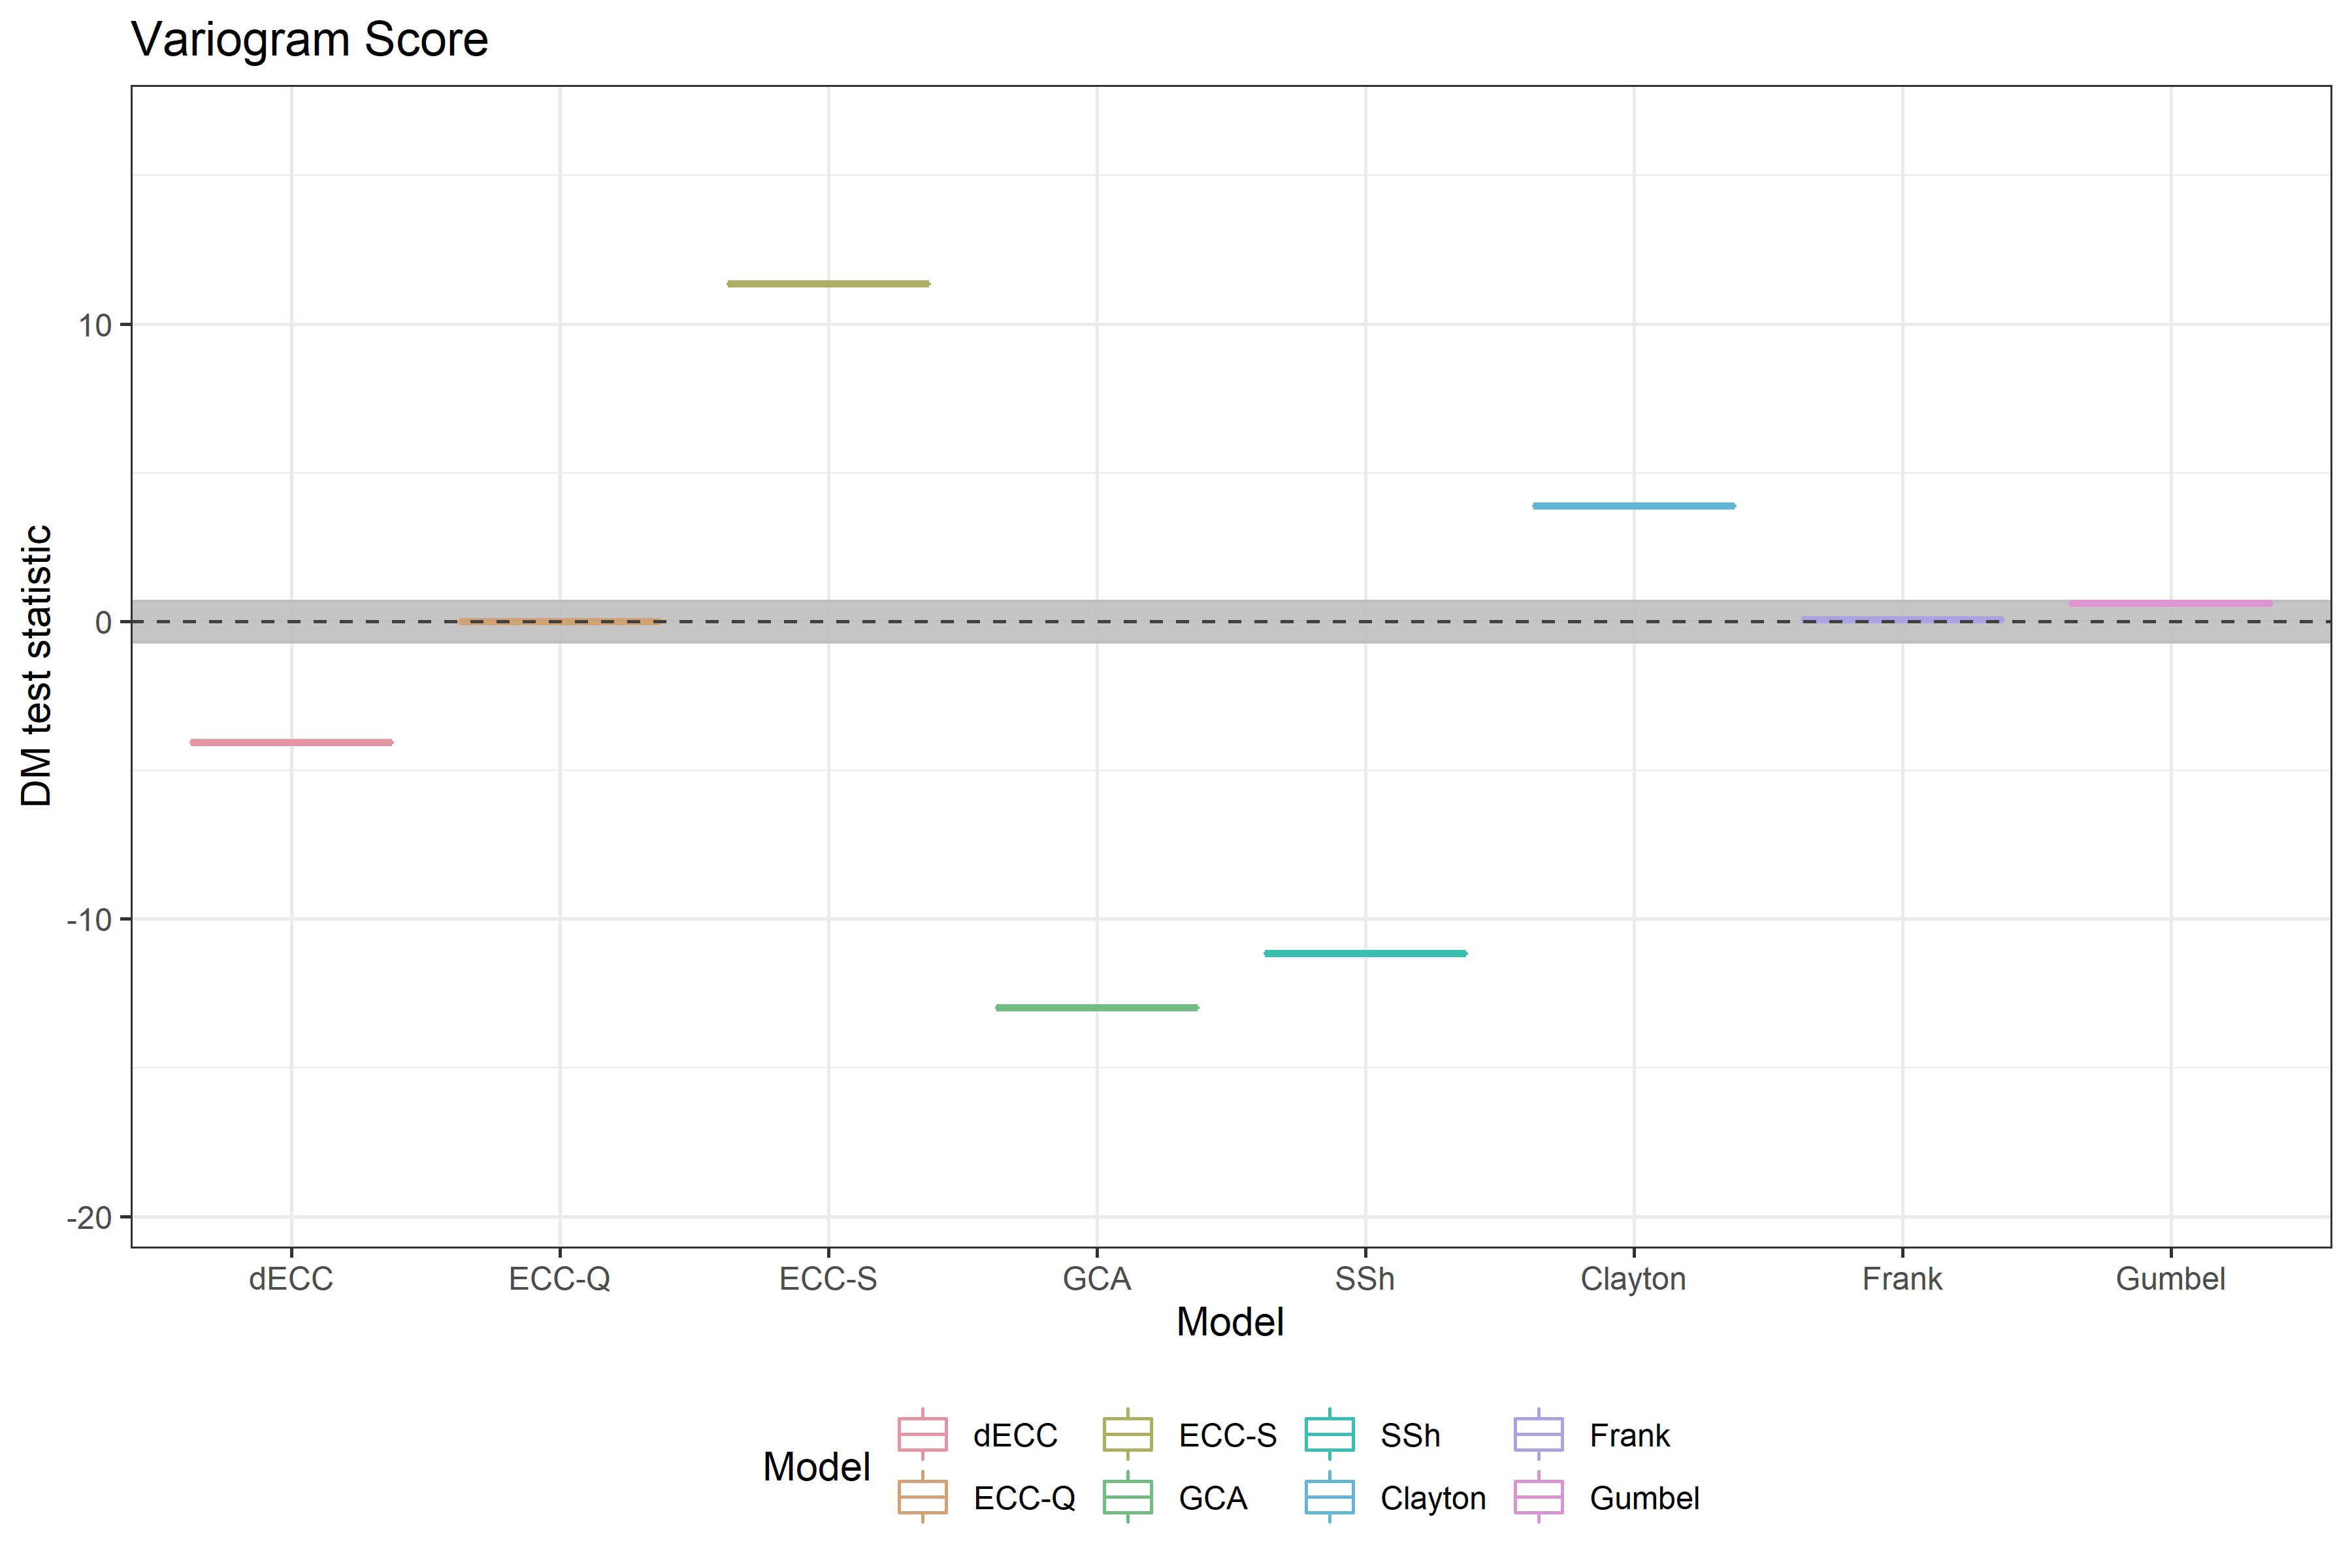 Variogram Score
DM test statistic
10
0
-10
-20
dECC ECC-Q ECC-S GCA SSh Clayton Frank Gumbel
Model
Model
dECC ECC-S SSh Frank
ECC-Q GCA Clayton Gumbel